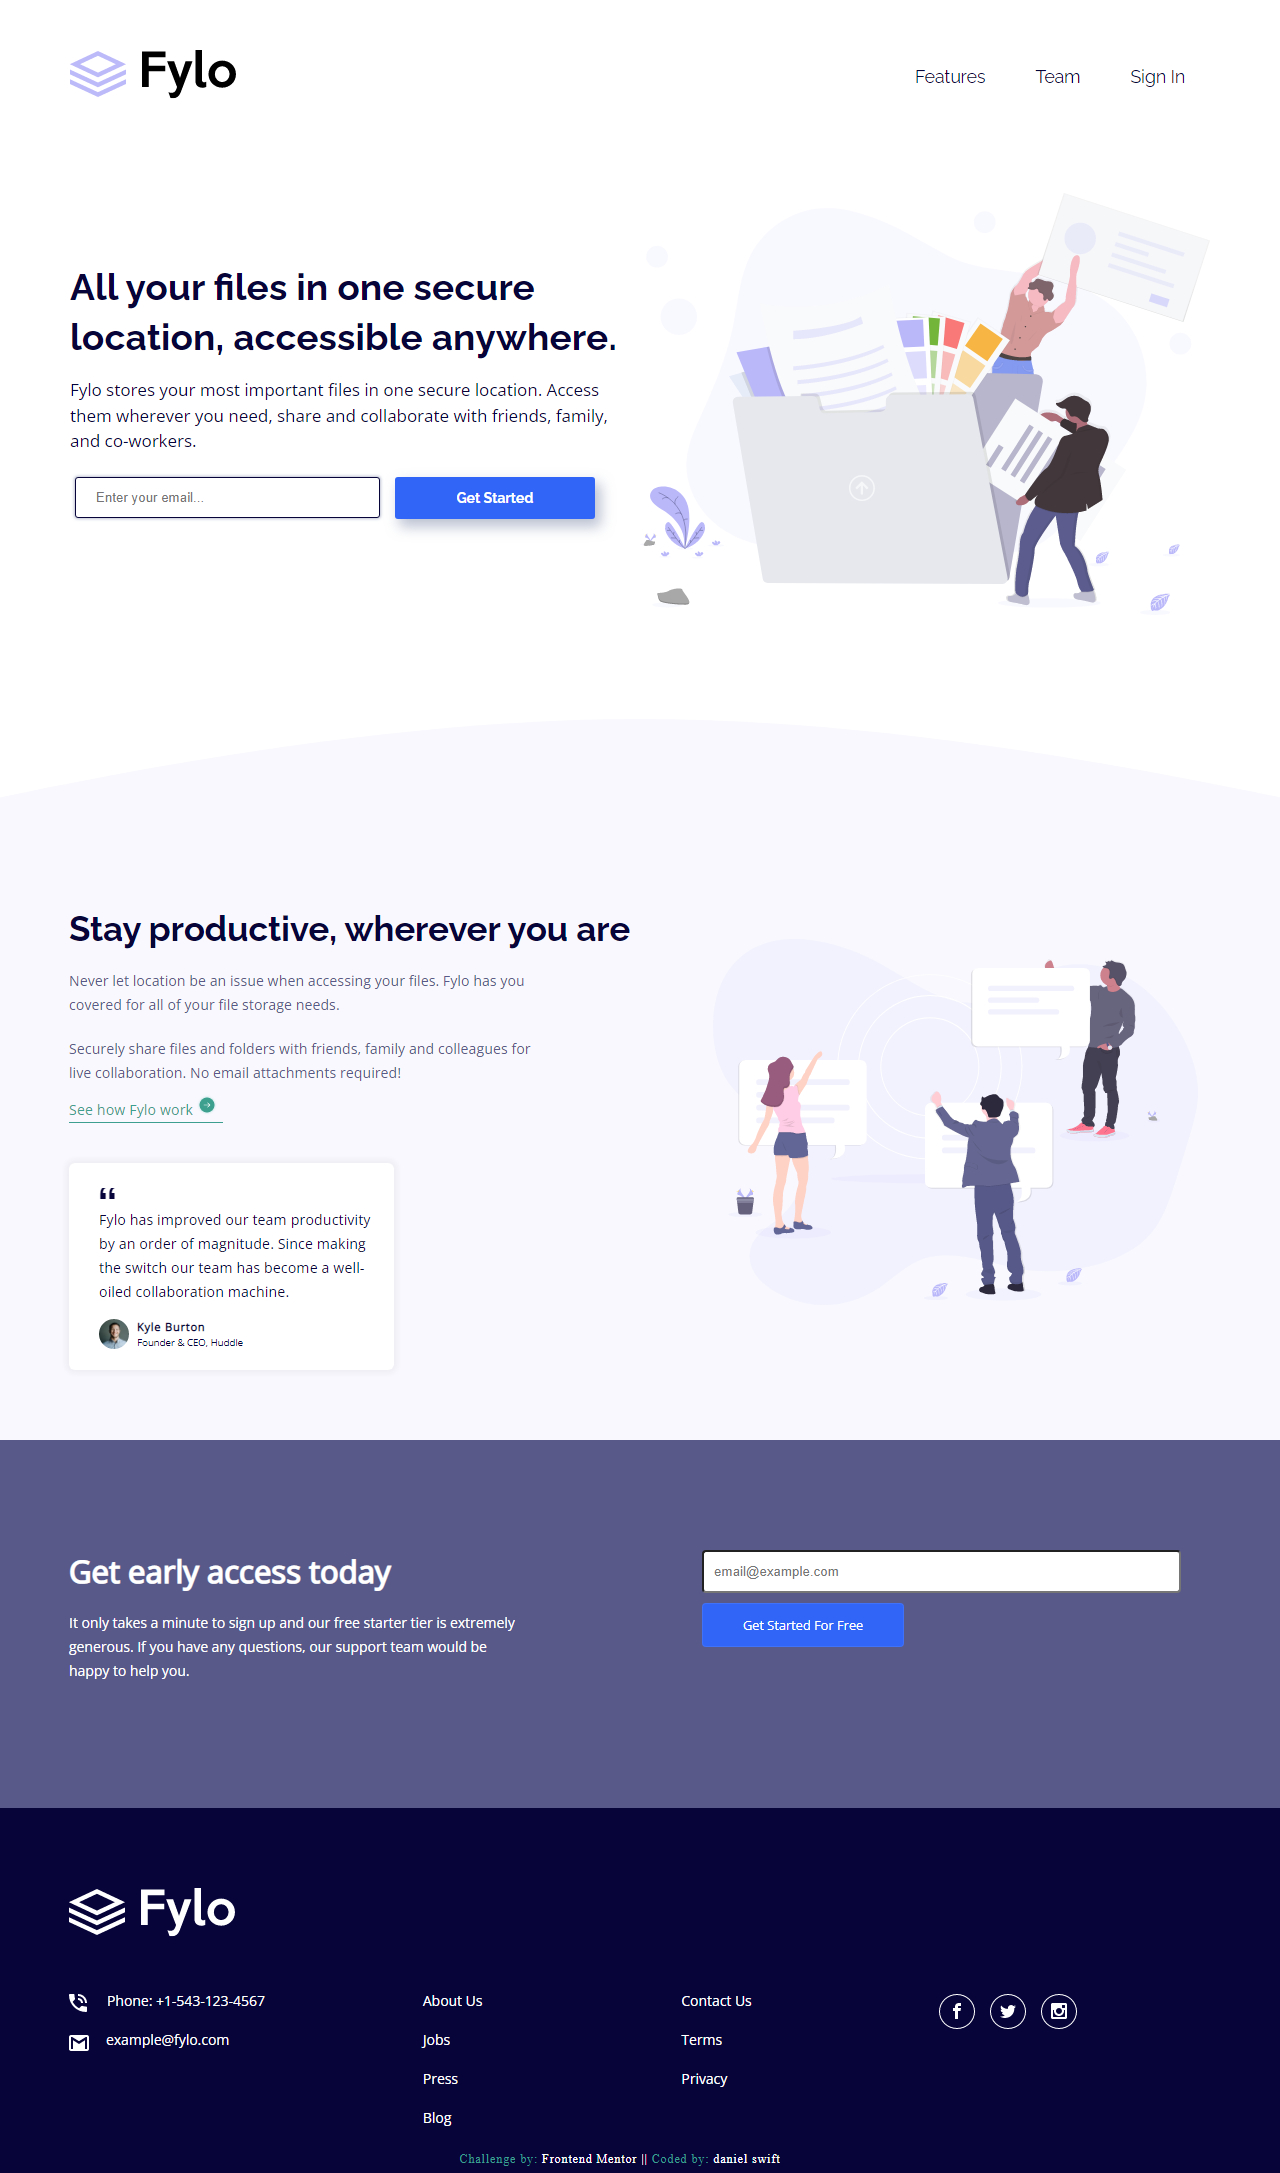 Fylo
Features Team Sign In
All your files in one secure
location, accessible anywhere.
Fylo stores your most important files in one secure location. Access
them wherever you need, share and collaborate with friends, family,
and co-workers.
Enter your email... Get Started
Stay productive, wherever you are
Never let location be an issue when accessing your files. Fylo has you
covered for all of your file storage needs.
Securely share files and folders with friends, family and colleagues for
live collaboration. No email attachments required!
See how Fylo work
“
Fylo has improved our team productivity
by an order of magnitude. Since making
the switch our team has become a well-
oiled collaboration machine.
Kyle Burton
Founder & CEO, Huddle
Get early access today
It only takes a minute to sign up and our free starter tier is extremely
generous. If you have any questions, our support team would be
happy to help you.
email@example.com
Get Started For Free
Fylo
Phone: +1-543-123-4567
example@fylo.com
About Us
Jobs
Press
Blog
Contact Us
Terms
Privacy
Challenge by: Frontend Mentor || Coded by: daniel swift